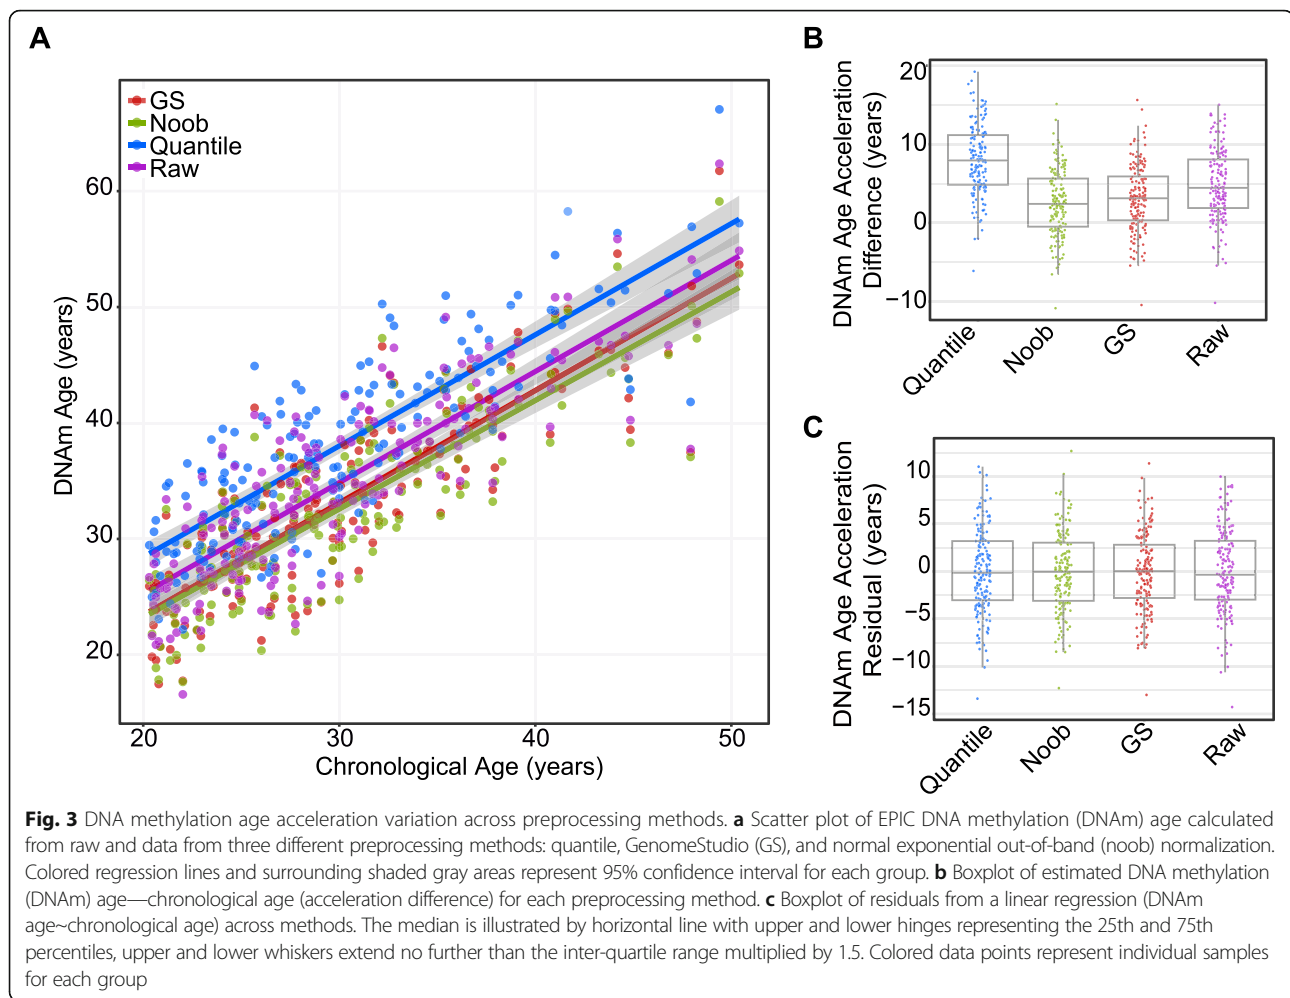 A
GS
Noob
Quantile
Raw
60
50
40
30
20
DNAm Age (years)
20 30 40 50
Chronological Age (years)
B
20
10
0
−10
DNAm Age Acceleration
Difference (years)
Quantile Noob GS Raw
C
10
5
0
−5
−10
−15
DNAm Age Acceleration
Residual (years)
Quantile Noob GS Raw
Fig. 3 DNA methylation age acceleration variation across preprocessing methods. a Scatter plot of EPIC DNA methylation (DNAm) age calculated
from raw and data from three different preprocessing methods: quantile, GenomeStudio (GS), and normal exponential out-of-band (noob) normalization.
Colored regression lines and surrounding shaded gray areas represent 95% confidence interval for each group. b Boxplot of estimated DNA methylation
(DNAm) age—chronological age (acceleration difference) for each preprocessing method. c Boxplot of residuals from a linear regression (DNAm
age~chronological age) across methods. The median is illustrated by horizontal line with upper and lower hinges representing the 25th and 75th
percentiles, upper and lower whiskers extend no further than the inter-quartile range multiplied by 1.5. Colored data points represent individual samples
for each group